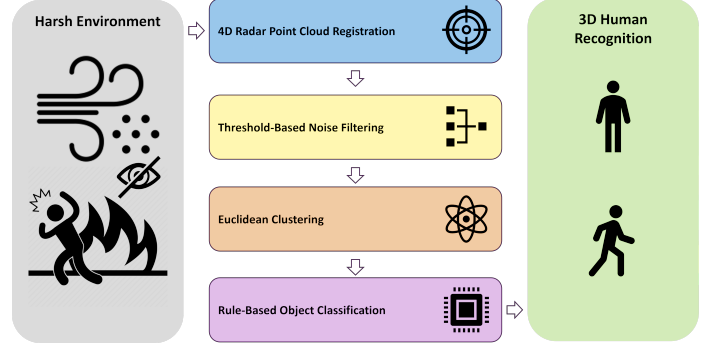 Harsh Environment
4D Radar Point Cloud Registration
Threshold-Based Noise Filtering
Euclidean Clustering
Rule-Based Object Classification
3D Human
Recognition